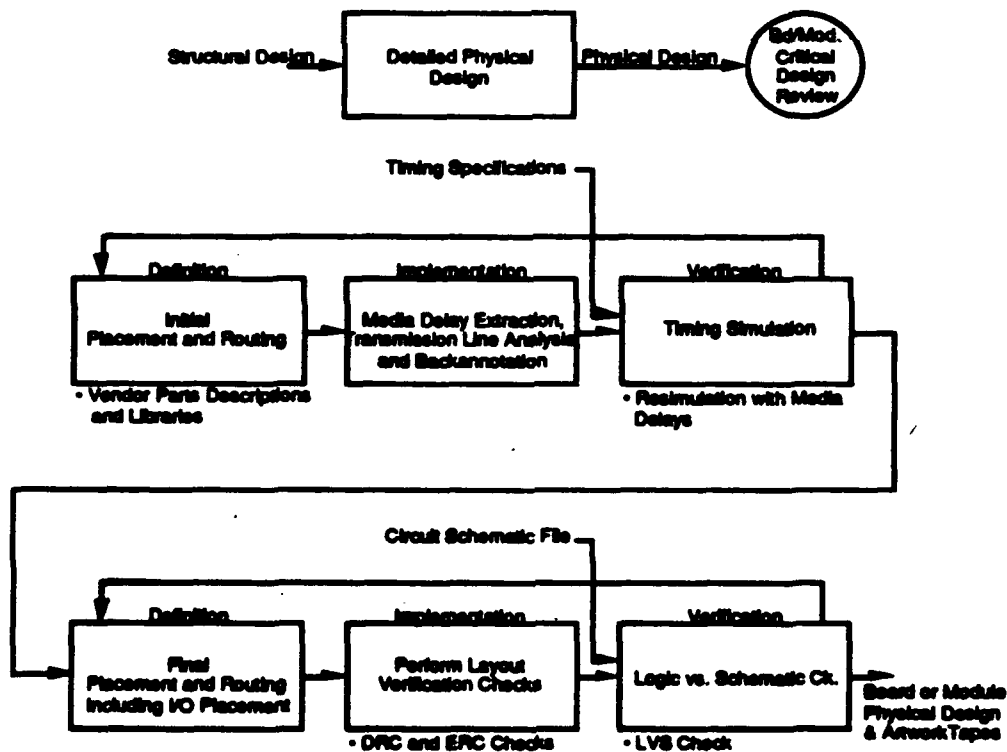 Structural Design
Detailed Physical
Design
Physical Design
Bd/Mod.
Critical
Design
Review
Timing Specifications
Definition
Implementation
Verification
Initial
Placement and Routing
Media Delay Extraction,
Transmission Line Analysis
and Backannotation
Timing Simulation
• Vendor Parts Descriptions
and Libraries
• Resimulation with Media
Delays
Circuit Schematic File
Definition
Implementation
Verification
Final
Placement and Routing
Including I/O Placement
Perform Layout
Verification Checks
Logic vs. Schematic Ck.
Board or Module
Physical Design
& Artwork Tapes
• DRC and ERC Checks
• LVS Check